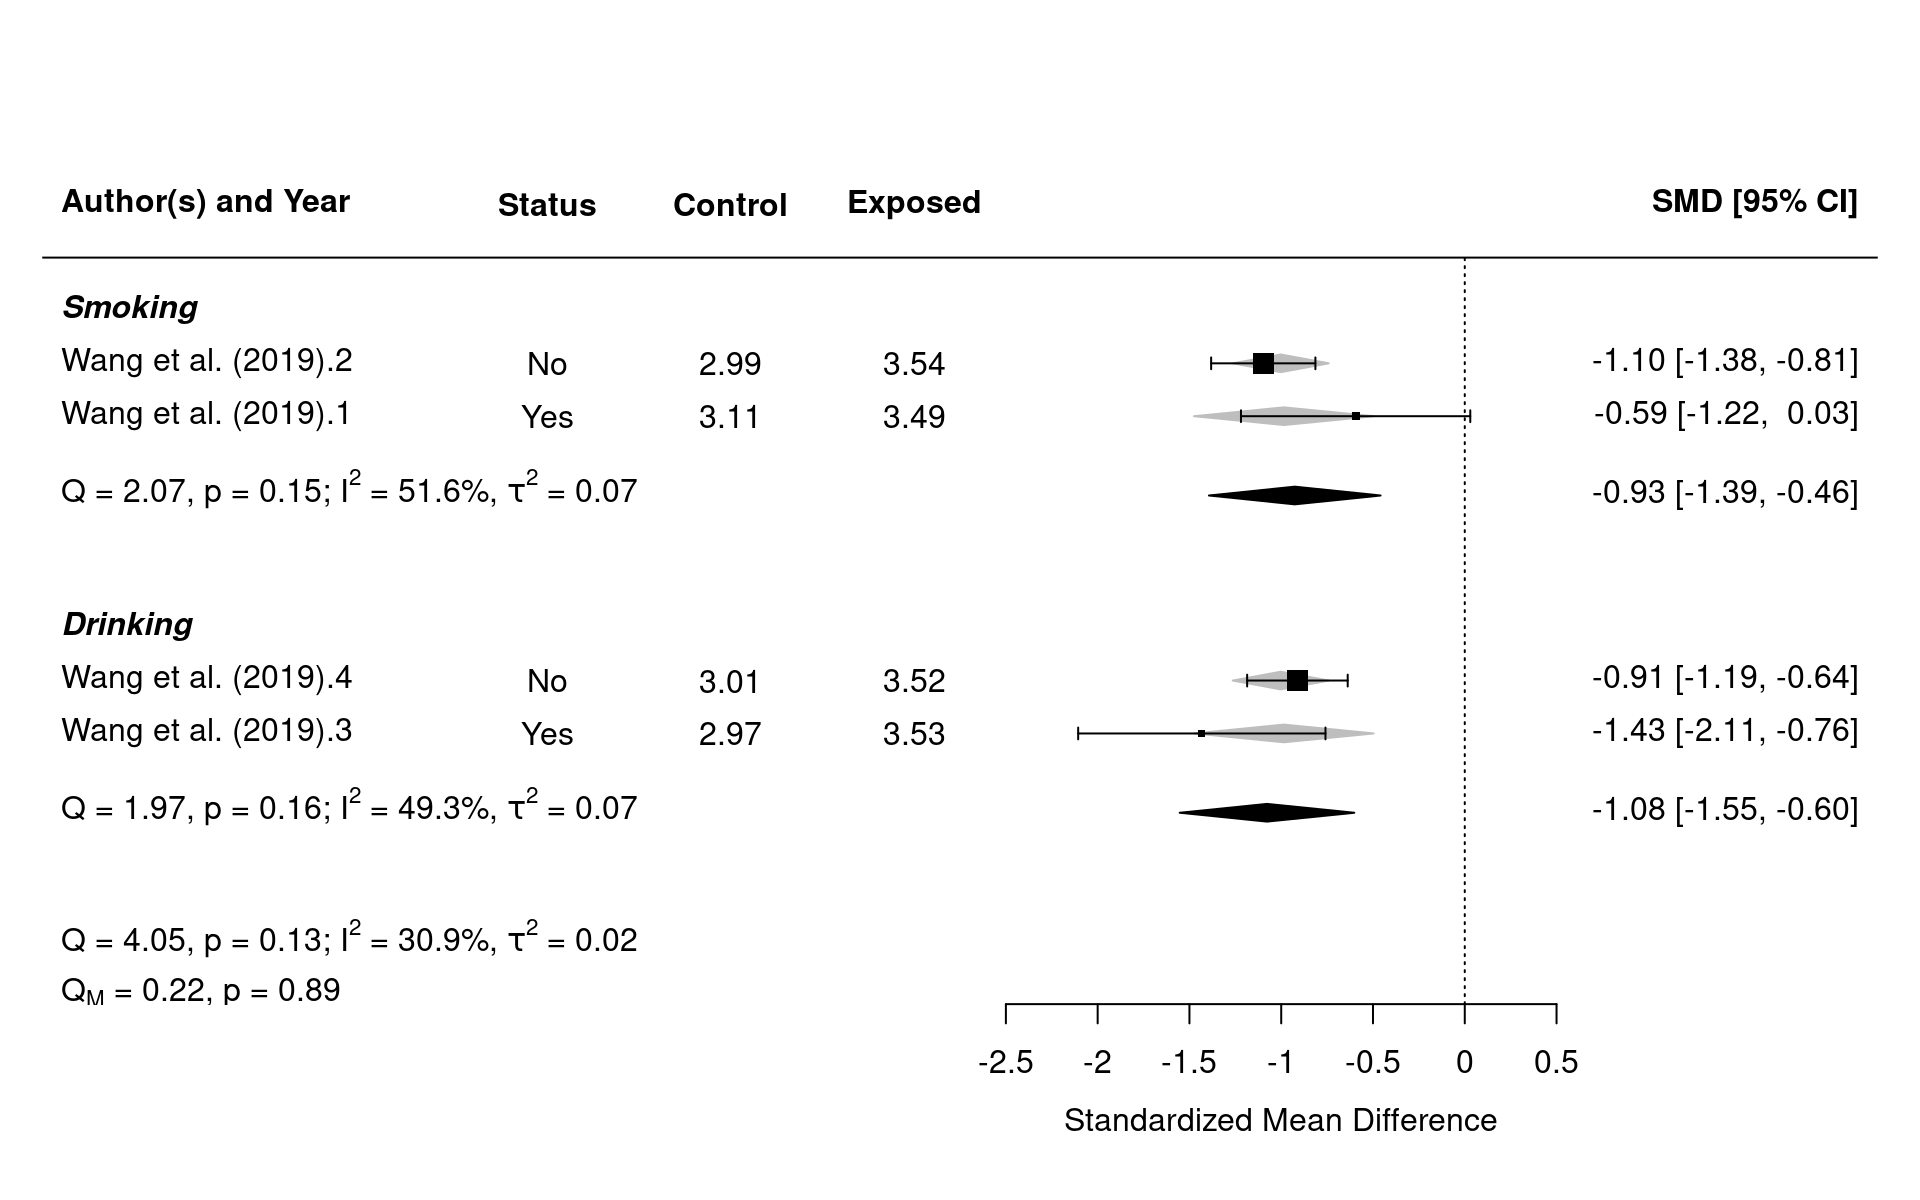 Author(s) and Year Status Control Exposed SMD [95% CI]
Smoking
Wang et al. (2019).2 No 2.99 3.54 -1.10 [-1.38, -0.81]
Wang et al. (2019).1 Yes 3.11 3.49 -0.59 [-1.22, 0.03]
Q = 2.07, p = 0.15; I² = 51.6%, τ² = 0.07 -0.93 [-1.39, -0.46]
Drinking
Wang et al. (2019).4 No 3.01 3.52 -0.91 [-1.19, -0.64]
Wang et al. (2019).3 Yes 2.97 3.53 -1.43 [-2.11, -0.76]
Q = 1.97, p = 0.16; I² = 49.3%, τ² = 0.07 -1.08 [-1.55, -0.60]
Q = 4.05, p = 0.13; I² = 30.9%, τ² = 0.02
Q_M = 0.22, p = 0.89
-2.5 -2 -1.5 -1 -0.5 0 0.5
Standardized Mean Difference